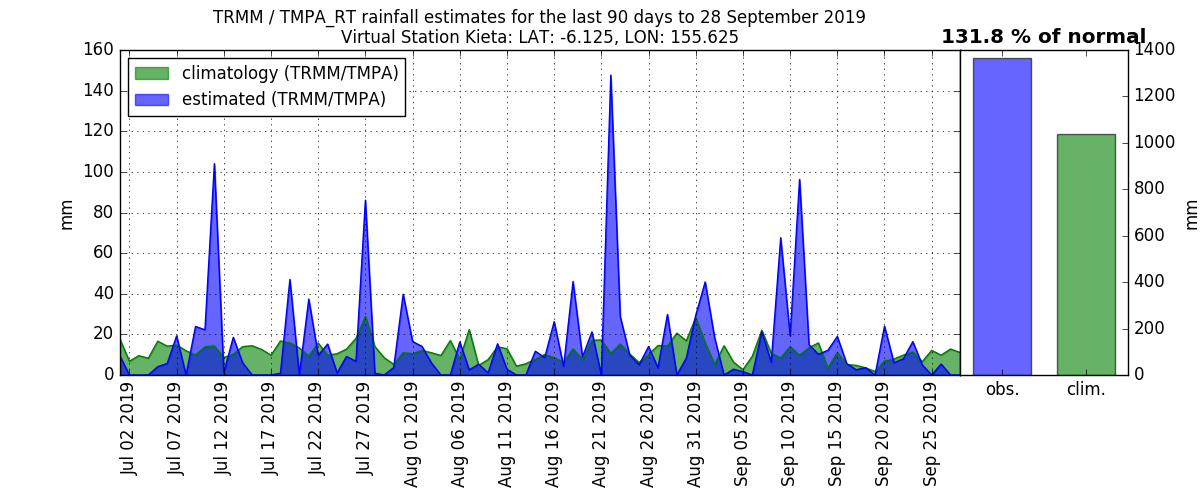 TRMM / TMPA_RT rainfall estimates for the last 90 days to 28 September 2019
Virtual Station Kieta: LAT: -6.125, LON: 155.625
131.8 % of normal
climatology (TRMM/TMPA)
estimated (TRMM/TMPA)
mm
160
140
120
100
80
60
40
20
0
Jul 02 2019
Jul 07 2019
Jul 12 2019
Jul 17 2019
Jul 22 2019
Jul 27 2019
Aug 01 2019
Aug 06 2019
Aug 11 2019
Aug 16 2019
Aug 21 2019
Aug 26 2019
Aug 31 2019
Sep 05 2019
Sep 10 2019
Sep 15 2019
Sep 20 2019
Sep 25 2019
obs.
clim.
1400
1200
1000
800
600
400
200
0
mm